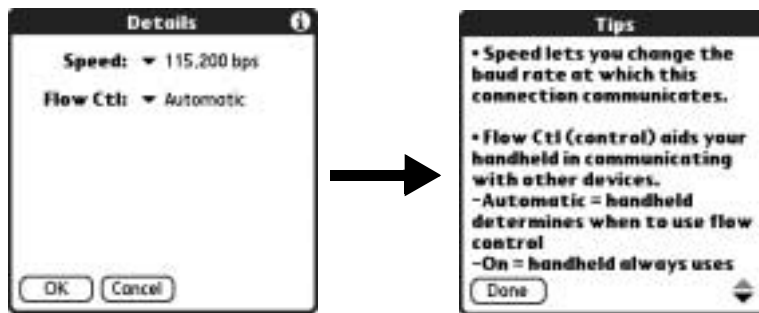 Details
Speed: 115,200 bps
Flow Ctl: Automatic
OK Cancel
Tips
• Speed lets you change the
baud rate at which this
connection communicates.
• Flow Ctl (control) aids your
handheld in communicating
with other devices.
-Automatic = handheld
determines when to use flow
control
-On = handheld always uses
Done